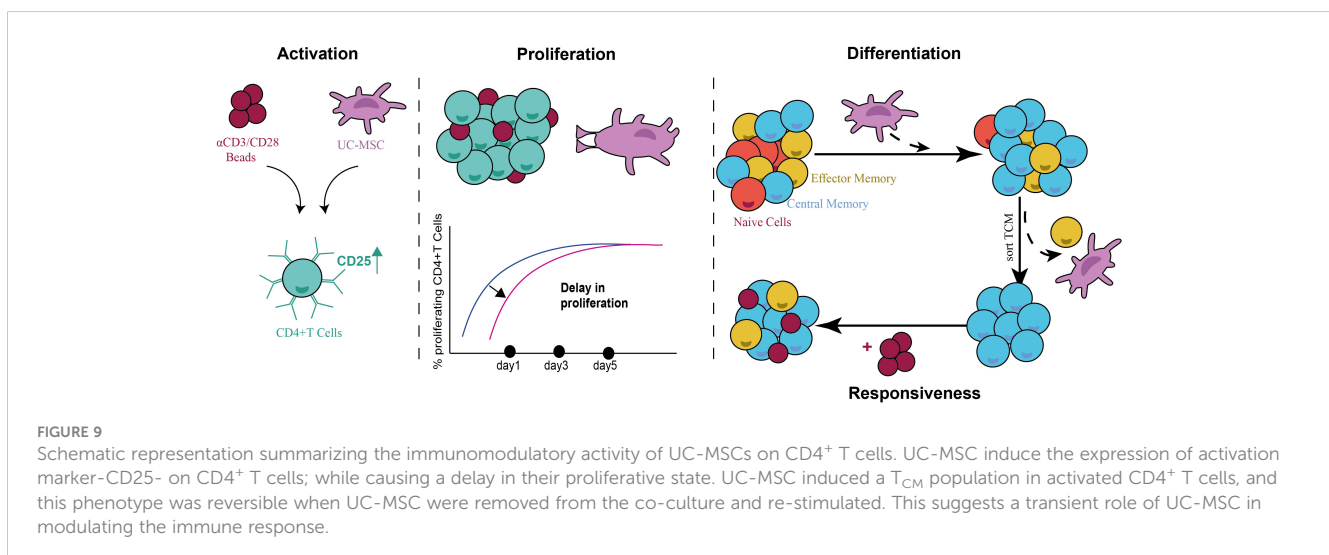 Activation
Proliferation
Differentiation
αCD3/CD28
Beads
UC-MSC
CD25
CD4+T Cells
% proliferating CD4+T Cells
Delay in
proliferation
day1
day3
day5
Effector Memory
Central Memory
Naive Cells
sort TCM
+
Responsiveness
FIGURE 9
Schematic representation summarizing the immunomodulatory activity of UC-MSCs on CD4⁺ T cells. UC-MSC induce the expression of activation
marker-CD25- on CD4⁺ T cells; while causing a delay in their proliferative state. UC-MSC induced a T_CM population in activated CD4⁺ T cells, and
this phenotype was reversible when UC-MSC were removed from the co-culture and re-stimulated. This suggests a transient role of UC-MSC in
modulating the immune response.